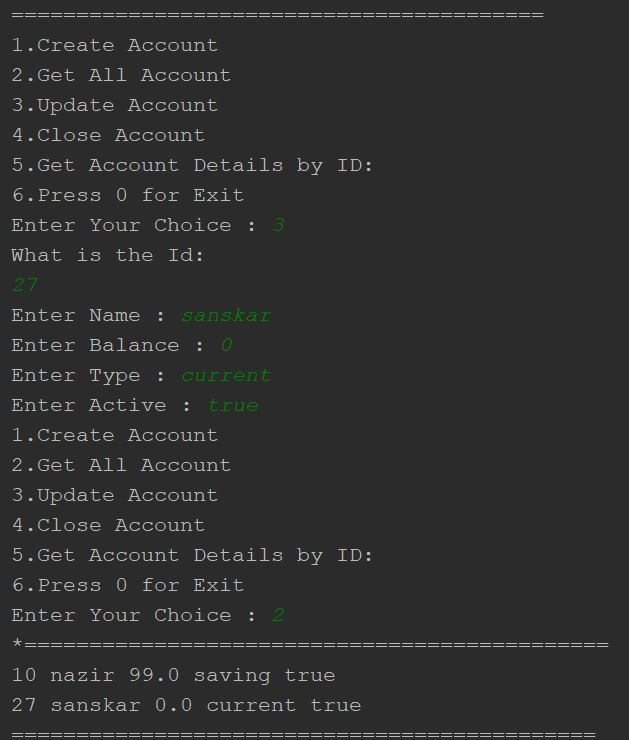 =========================================
1.Create Account
2.Get All Account
3.Update Account
4.Close Account
5.Get Account Details by ID:
6.Press 0 for Exit
Enter Your Choice : 3
What is the Id:
27
Enter Name : sanskar
Enter Balance : 0
Enter Type : current
Enter Active : true
1.Create Account
2.Get All Account
3.Update Account
4.Close Account
5.Get Account Details by ID:
6.Press 0 for Exit
Enter Your Choice : 2
*=============================================
10 nazir 99.0 saving true
27 sanskar 0.0 current true
=============================================